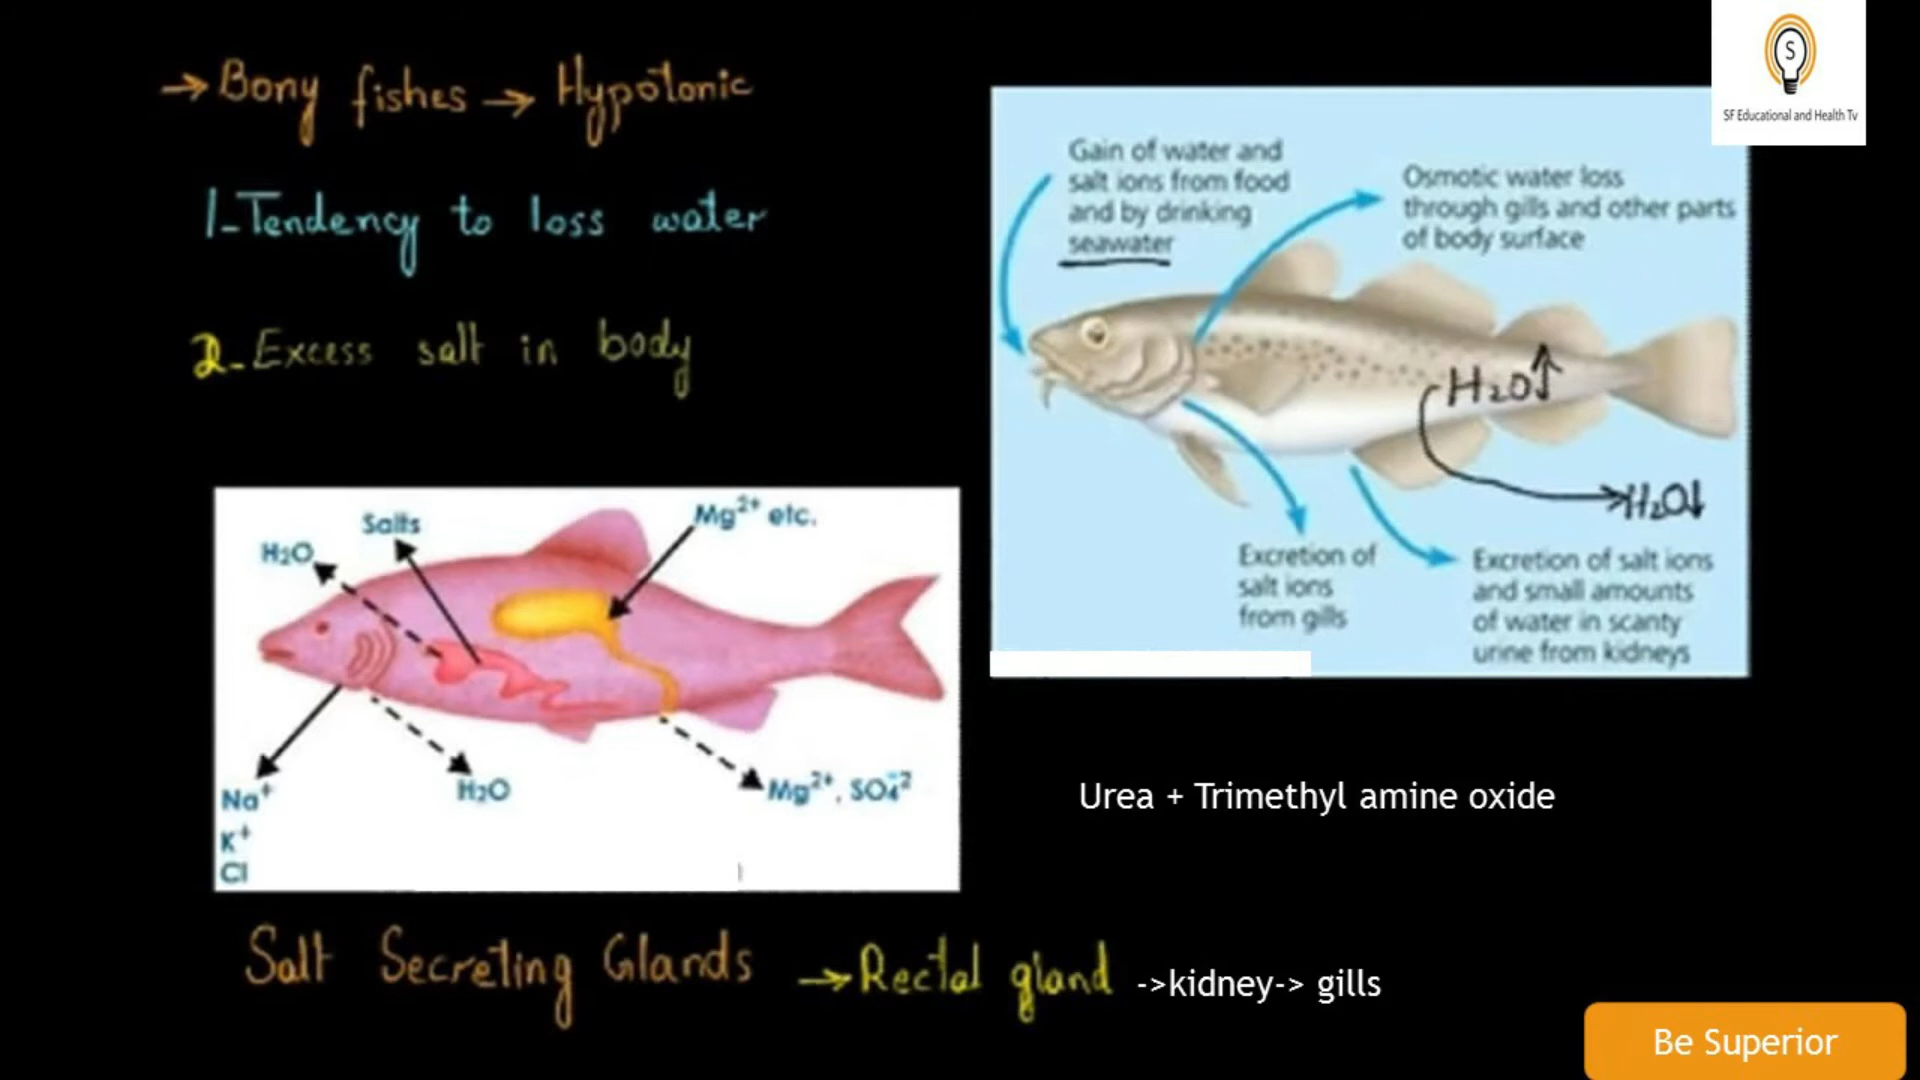 → Bony fishes → Hypotonic
1-Tendency to loss water
2-Excess salt in body
S
SF Educational and Health Tv
Gain of water and
salt ions from food
and by drinking
seawater
Osmotic water loss
through gills and other parts
of body surface
H₂O↑
H₂O↓
Excretion of
salt ions
from gills
Excretion of salt ions
and small amounts
of water in scanty
urine from kidneys
Salts
Mg²⁺ etc.
H₂O
Na⁺
K⁺
Cl
H₂O
Mg²⁺, SO₄⁻²
Urea + Trimethyl amine oxide
Salt Secreting Glands → Rectal gland ->kidney-> gills
Be Superior